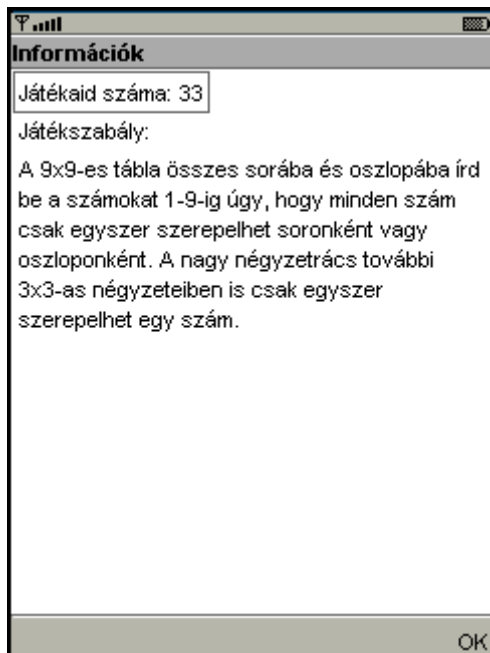 Információk
Játékaid száma: 33
Játékszabály:
A 9x9-es tábla összes sorába és oszlopába írd
be a számokat 1-9-ig úgy, hogy minden szám
csak egyszer szerepelhet soronként vagy
oszloponként. A nagy négyzetrács további
3x3-as négyzeteiben is csak egyszer
szerepelhet egy szám.
OK